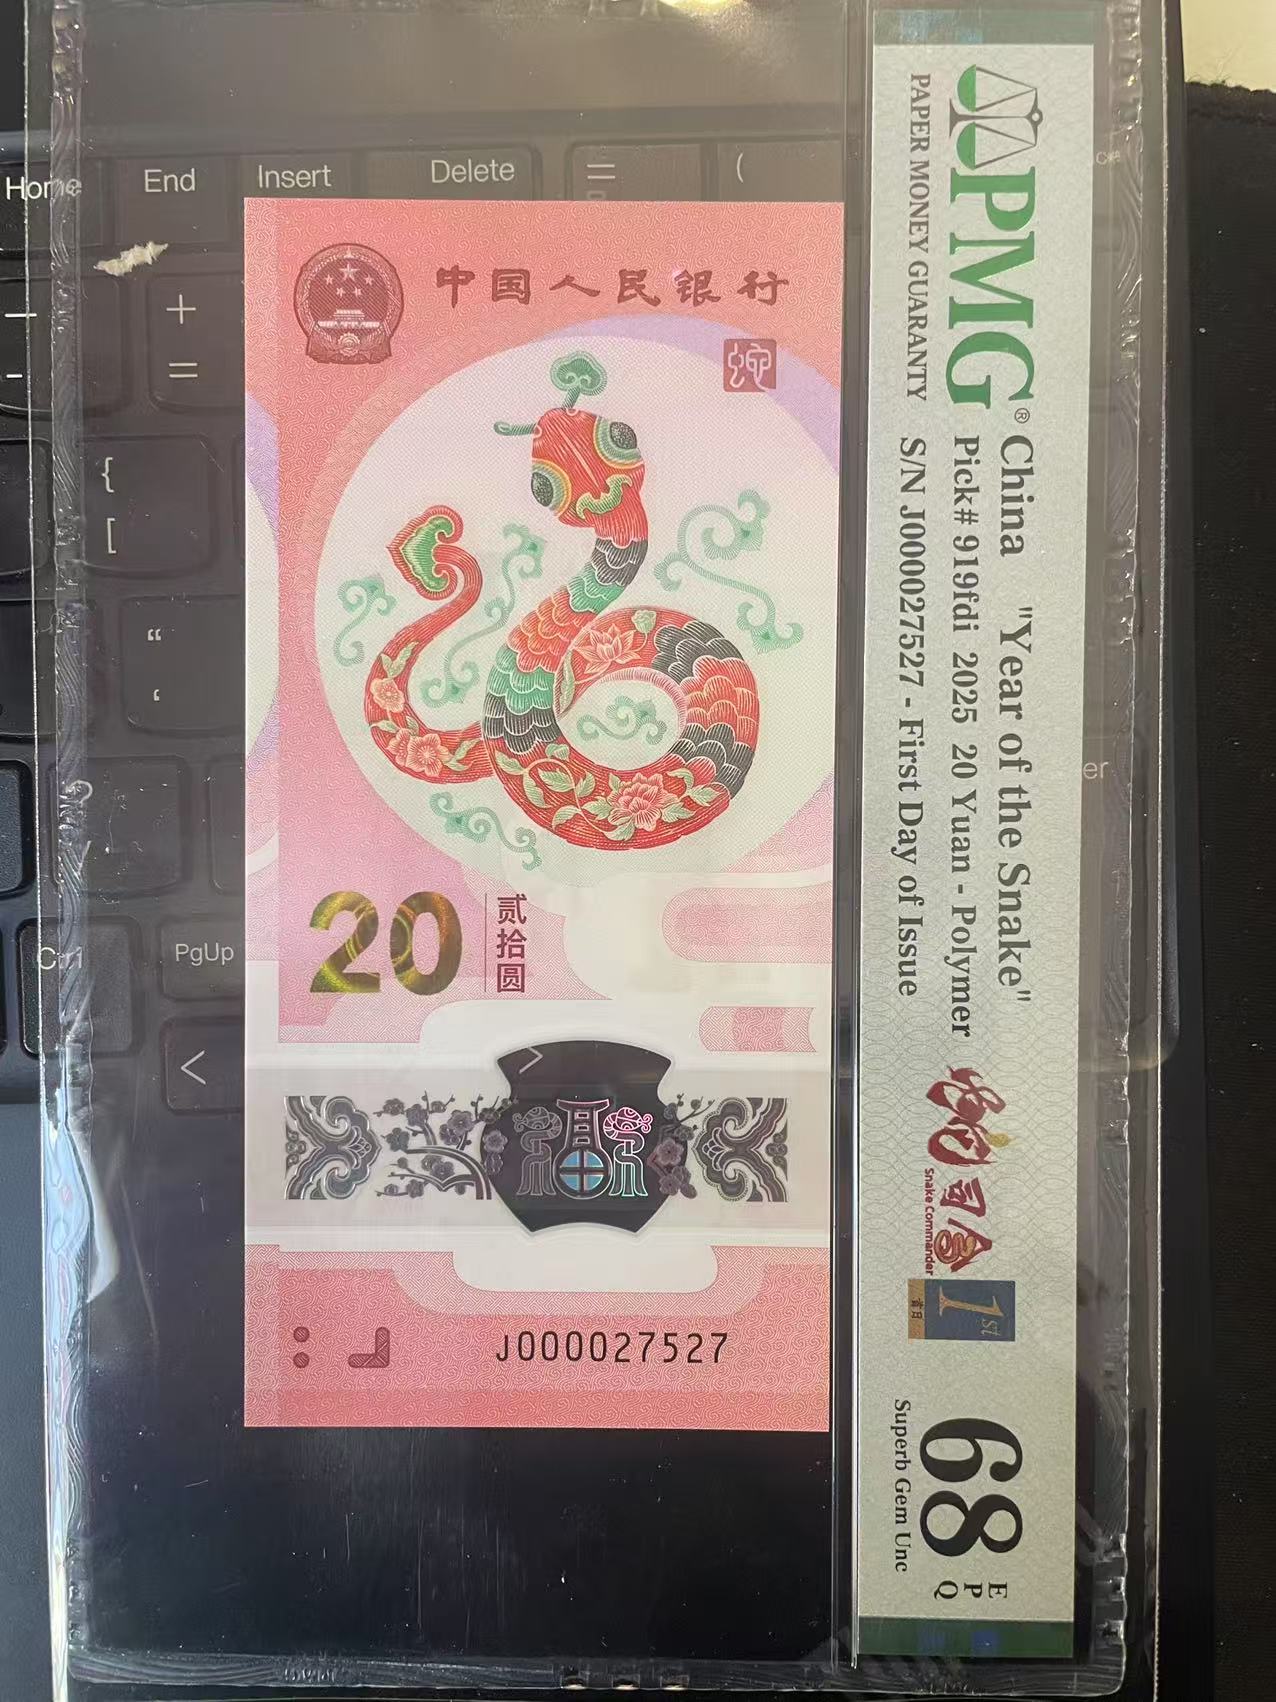 Home
End
Insert
Delete
=
(
+
=
-
{
[
“
‘
?
/
Ctrl
PgUp
<
>
中国人民银行
20
贰拾圆
J000027527
PMG®
PAPER MONEY GUARANTY
China "Year of the Snake"
Pick# 919fdi 2025 20 Yuan - Polymer
S/N J000027527 - First Day of Issue
Snake Commander
1st
首日
68 EPQ
Superb Gem Unc